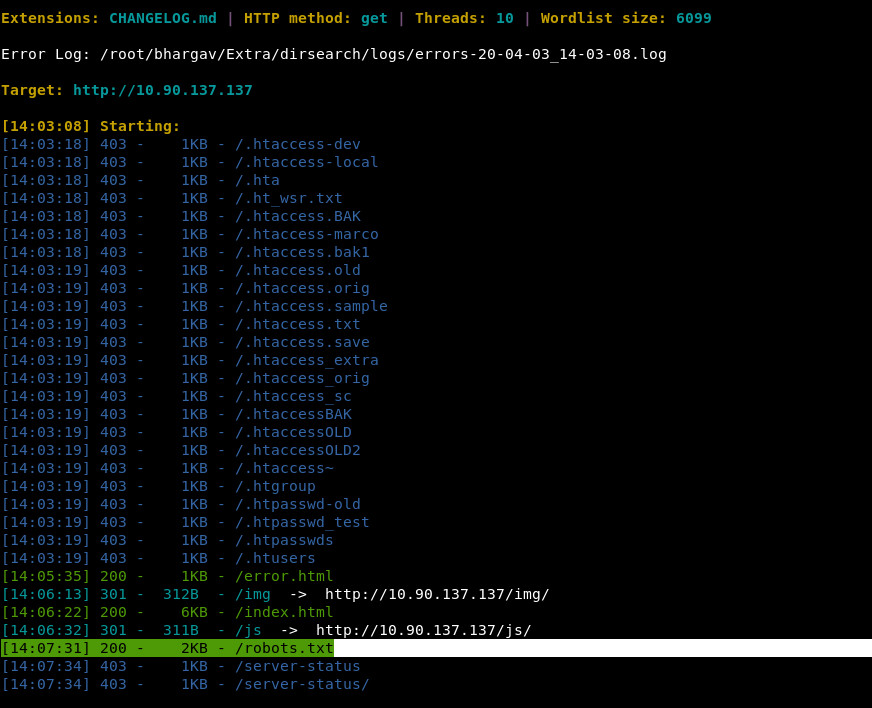 Extensions: CHANGELOG.md | HTTP method: get | Threads: 10 | Wordlist size: 6099
Error Log: /root/bhargav/Extra/dirsearch/logs/errors-20-04-03_14-03-08.log
Target: http://10.90.137.137
[14:03:08] Starting:
[14:03:18] 403 -    1KB - /.htaccess-dev
[14:03:18] 403 -    1KB - /.htaccess-local
[14:03:18] 403 -    1KB - /.hta
[14:03:18] 403 -    1KB - /.ht_wsr.txt
[14:03:18] 403 -    1KB - /.htaccess.BAK
[14:03:18] 403 -    1KB - /.htaccess-marco
[14:03:18] 403 -    1KB - /.htaccess.bak1
[14:03:19] 403 -    1KB - /.htaccess.old
[14:03:19] 403 -    1KB - /.htaccess.orig
[14:03:19] 403 -    1KB - /.htaccess.sample
[14:03:19] 403 -    1KB - /.htaccess.txt
[14:03:19] 403 -    1KB - /.htaccess.save
[14:03:19] 403 -    1KB - /.htaccess_extra
[14:03:19] 403 -    1KB - /.htaccess_orig
[14:03:19] 403 -    1KB - /.htaccess_sc
[14:03:19] 403 -    1KB - /.htaccessBAK
[14:03:19] 403 -    1KB - /.htaccessOLD
[14:03:19] 403 -    1KB - /.htaccessOLD2
[14:03:19] 403 -    1KB - /.htaccess~
[14:03:19] 403 -    1KB - /.htgroup
[14:03:19] 403 -    1KB - /.htpasswd-old
[14:03:19] 403 -    1KB - /.htpasswd_test
[14:03:19] 403 -    1KB - /.htpasswds
[14:03:19] 403 -    1KB - /.htusers
[14:05:35] 200 -    1KB - /error.html
[14:06:13] 301 -  312B  - /img  ->  http://10.90.137.137/img/
[14:06:22] 200 -    6KB - /index.html
[14:06:32] 301 -  311B  - /js  ->  http://10.90.137.137/js/
[14:07:31] 200 -    2KB - /robots.txt
[14:07:34] 403 -    1KB - /server-status
[14:07:34] 403 -    1KB - /server-status/